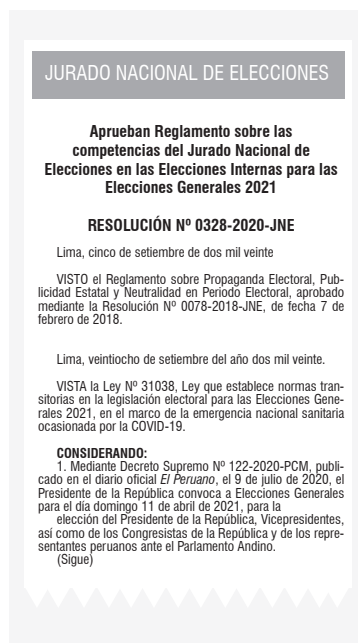 JURADO NACIONAL DE ELECCIONES
Aprueban Reglamento sobre las
competencias del Jurado Nacional de
Elecciones en las Elecciones Internas para las
Elecciones Generales 2021
RESOLUCIÓN Nº 0328-2020-JNE
Lima, cinco de setiembre de dos mil veinte
VISTO el Reglamento sobre Propaganda Electoral, Pub-
licidad Estatal y Neutralidad en Periodo Electoral, aprobado
mediante la Resolución Nº 0078-2018-JNE, de fecha 7 de
febrero de 2018.
Lima, veintiocho de setiembre del año dos mil veinte.
VISTA la Ley Nº 31038, Ley que establece normas tran-
sitorias en la legislación electoral para las Elecciones Gene-
rales 2021, en el marco de la emergencia nacional sanitaria
ocasionada por la COVID-19.
CONSIDERANDO:
1. Mediante Decreto Supremo Nº 122-2020-PCM, publi-
cado en el diario oficial El Peruano, el 9 de julio de 2020, el
Presidente de la República convoca a Elecciones Generales
para el día domingo 11 de abril de 2021, para la
elección del Presidente de la República, Vicepresidentes,
así como de los Congresistas de la República y de los repre-
sentantes peruanos ante el Parlamento Andino.
(Sigue)